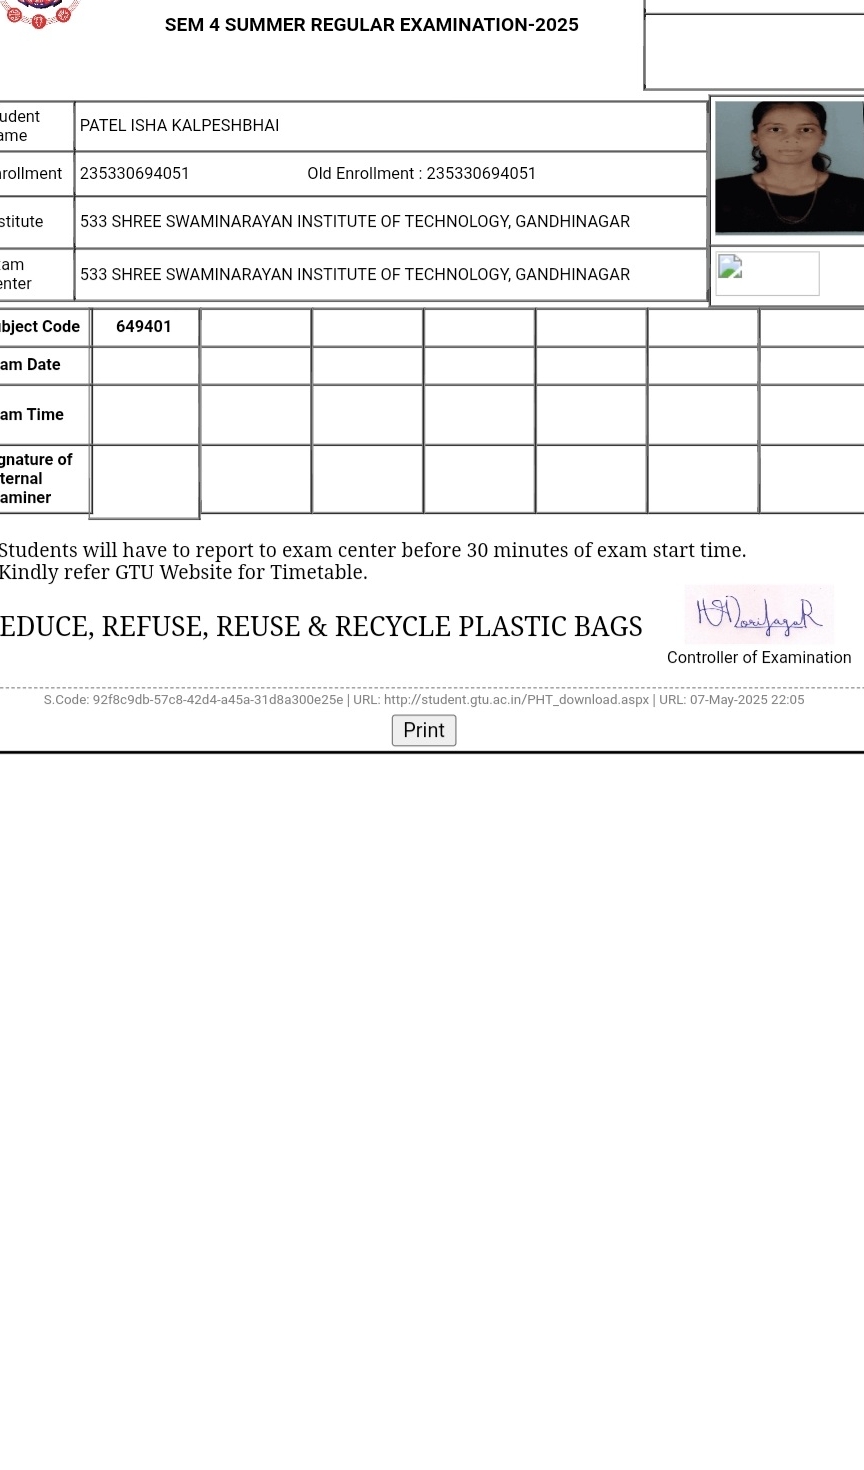 SEM 4 SUMMER REGULAR EXAMINATION-2025
udent
ame
PATEL ISHA KALPESHBHAI
rollment
235330694051
Old Enrollment : 235330694051
stitute
533 SHREE SWAMINARAYAN INSTITUTE OF TECHNOLOGY, GANDHINAGAR
am
enter
533 SHREE SWAMINARAYAN INSTITUTE OF TECHNOLOGY, GANDHINAGAR
bject Code
649401
am Date
am Time
gnature of
ternal
aminer
Students will have to report to exam center before 30 minutes of exam start time.
Kindly refer GTU Website for Timetable.
EDUCE, REFUSE, REUSE & RECYCLE PLASTIC BAGS
Controller of Examination
S.Code: 92f8c9db-57c8-42d4-a45a-31d8a300e25e | URL: http://student.gtu.ac.in/PHT_download.aspx | URL: 07-May-2025 22:05
Print